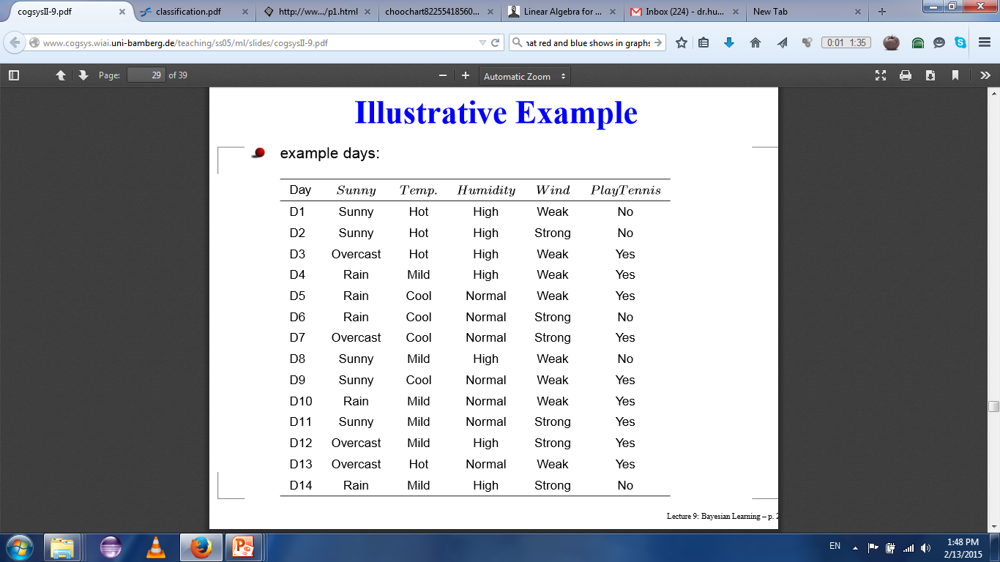 cogsysII-9.pdf classification.pdf http://ww.../p1.html choochart82255418560... Linear Algebra for ... Inbox (224) - dr.hu... New Tab
www.cogsys.wiai.uni-bamberg.de/teaching/ss05/ml/slides/cogsysII-9.pdf red and blue shows in graphs 0:01 1:35
Page: 29 of 39 Automatic Zoom
Illustrative Example
example days:
Day Sunny Temp. Humidity Wind PlayTennis
D1 Sunny Hot High Weak No
D2 Sunny Hot High Strong No
D3 Overcast Hot High Weak Yes
D4 Rain Mild High Weak Yes
D5 Rain Cool Normal Weak Yes
D6 Rain Cool Normal Strong No
D7 Overcast Cool Normal Strong Yes
D8 Sunny Mild High Weak No
D9 Sunny Cool Normal Weak Yes
D10 Rain Mild Normal Weak Yes
D11 Sunny Mild Normal Strong Yes
D12 Overcast Mild High Strong Yes
D13 Overcast Hot Normal Weak Yes
D14 Rain Mild High Strong No
Lecture 9: Bayesian Learning – p.
EN 1:48 PM
2/13/2015